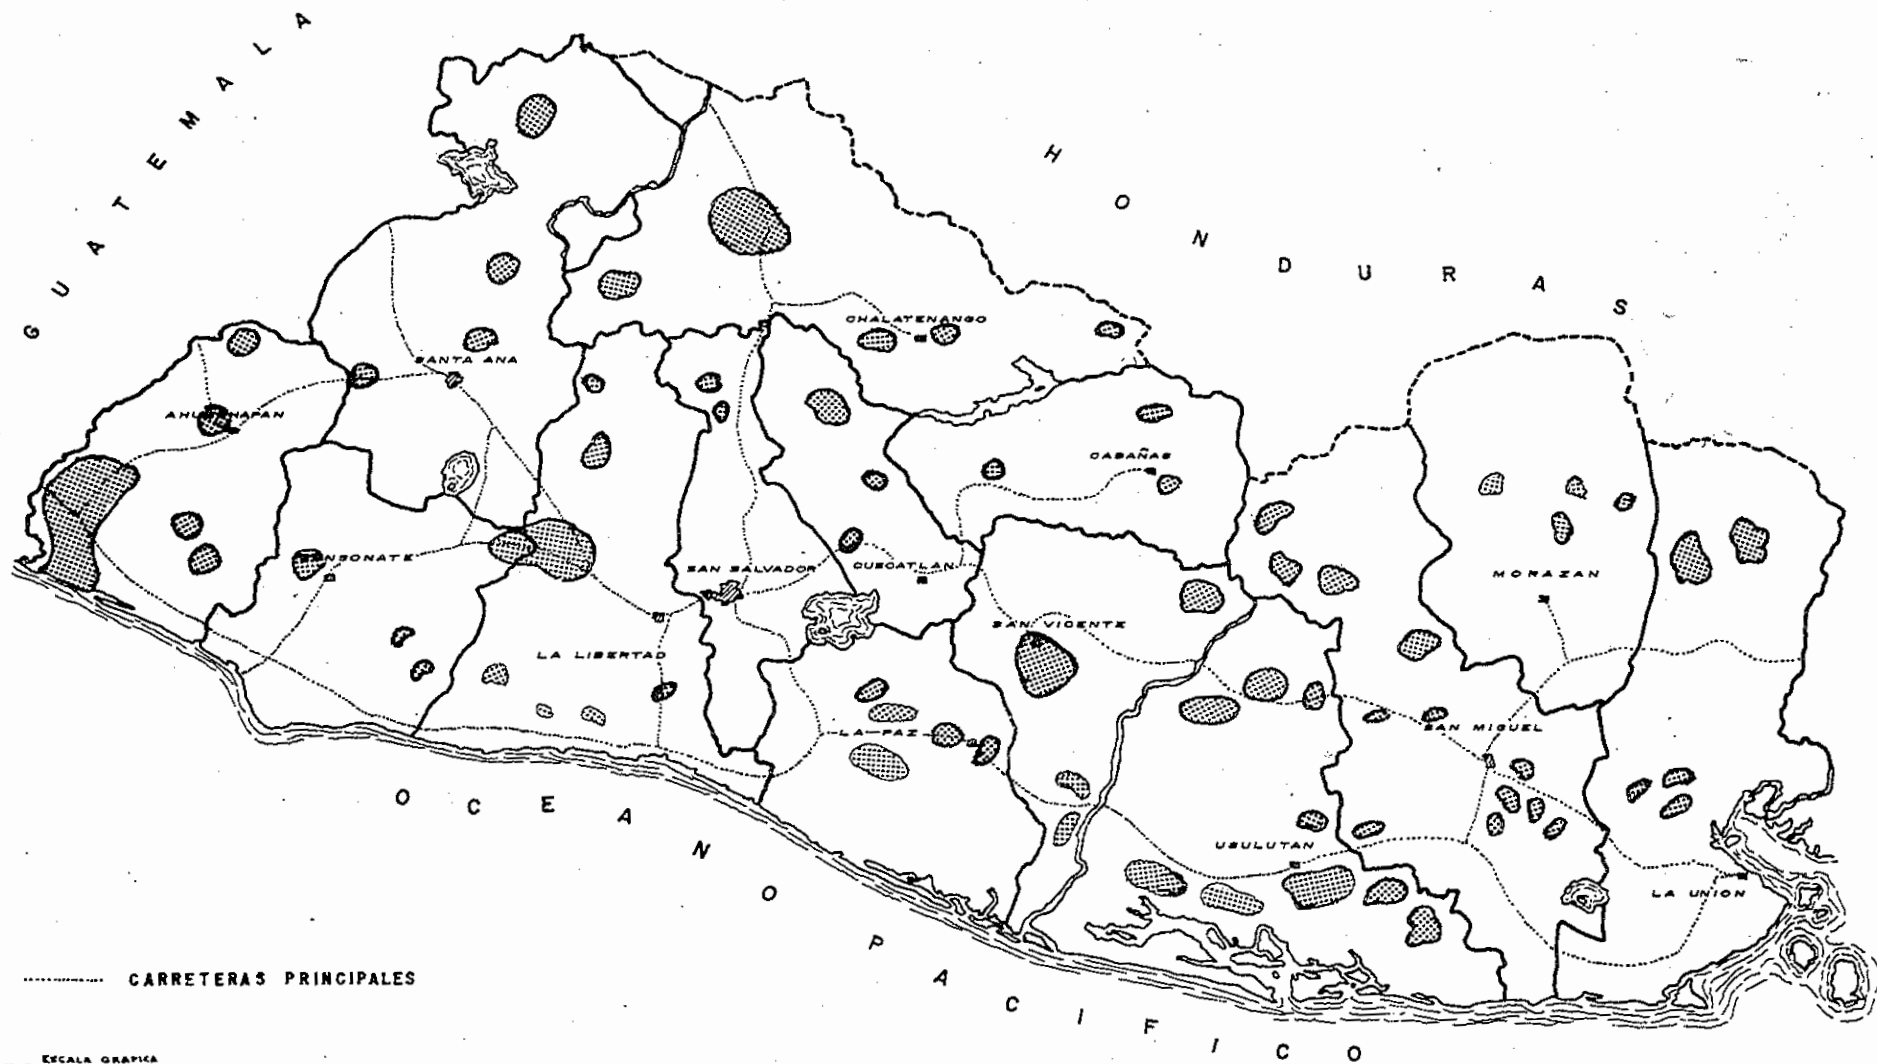 GUATEMALA
HONDURAS
CHALATENANGO
SANTA ANA
AHUACHAPAN
CABAÑAS
SONSONATE
SAN SALVADOR
CUSCATLAN
MORAZAN
SAN VICENTE
LA LIBERTAD
LA PAZ
SAN MIGUEL
USULUTAN
LA UNION
OCEANO PACIFICO
CARRETERAS PRINCIPALES
ESCALA GRAFICA